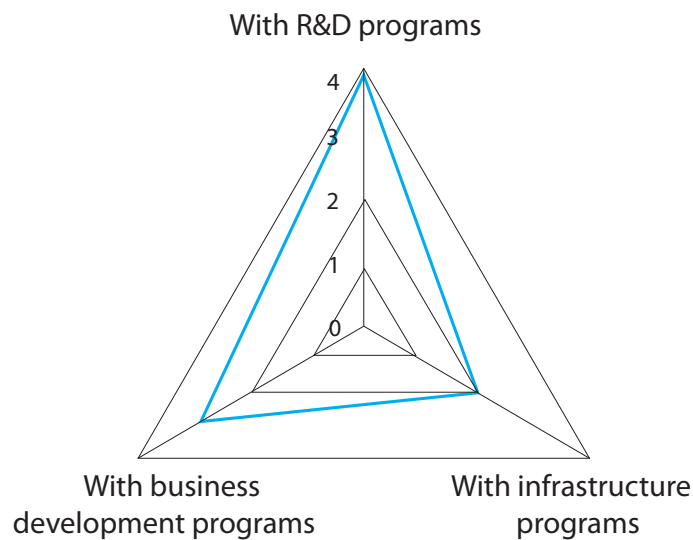 With R&D programs
4
3
2
1
0
With business
development programs
With infrastructure
programs